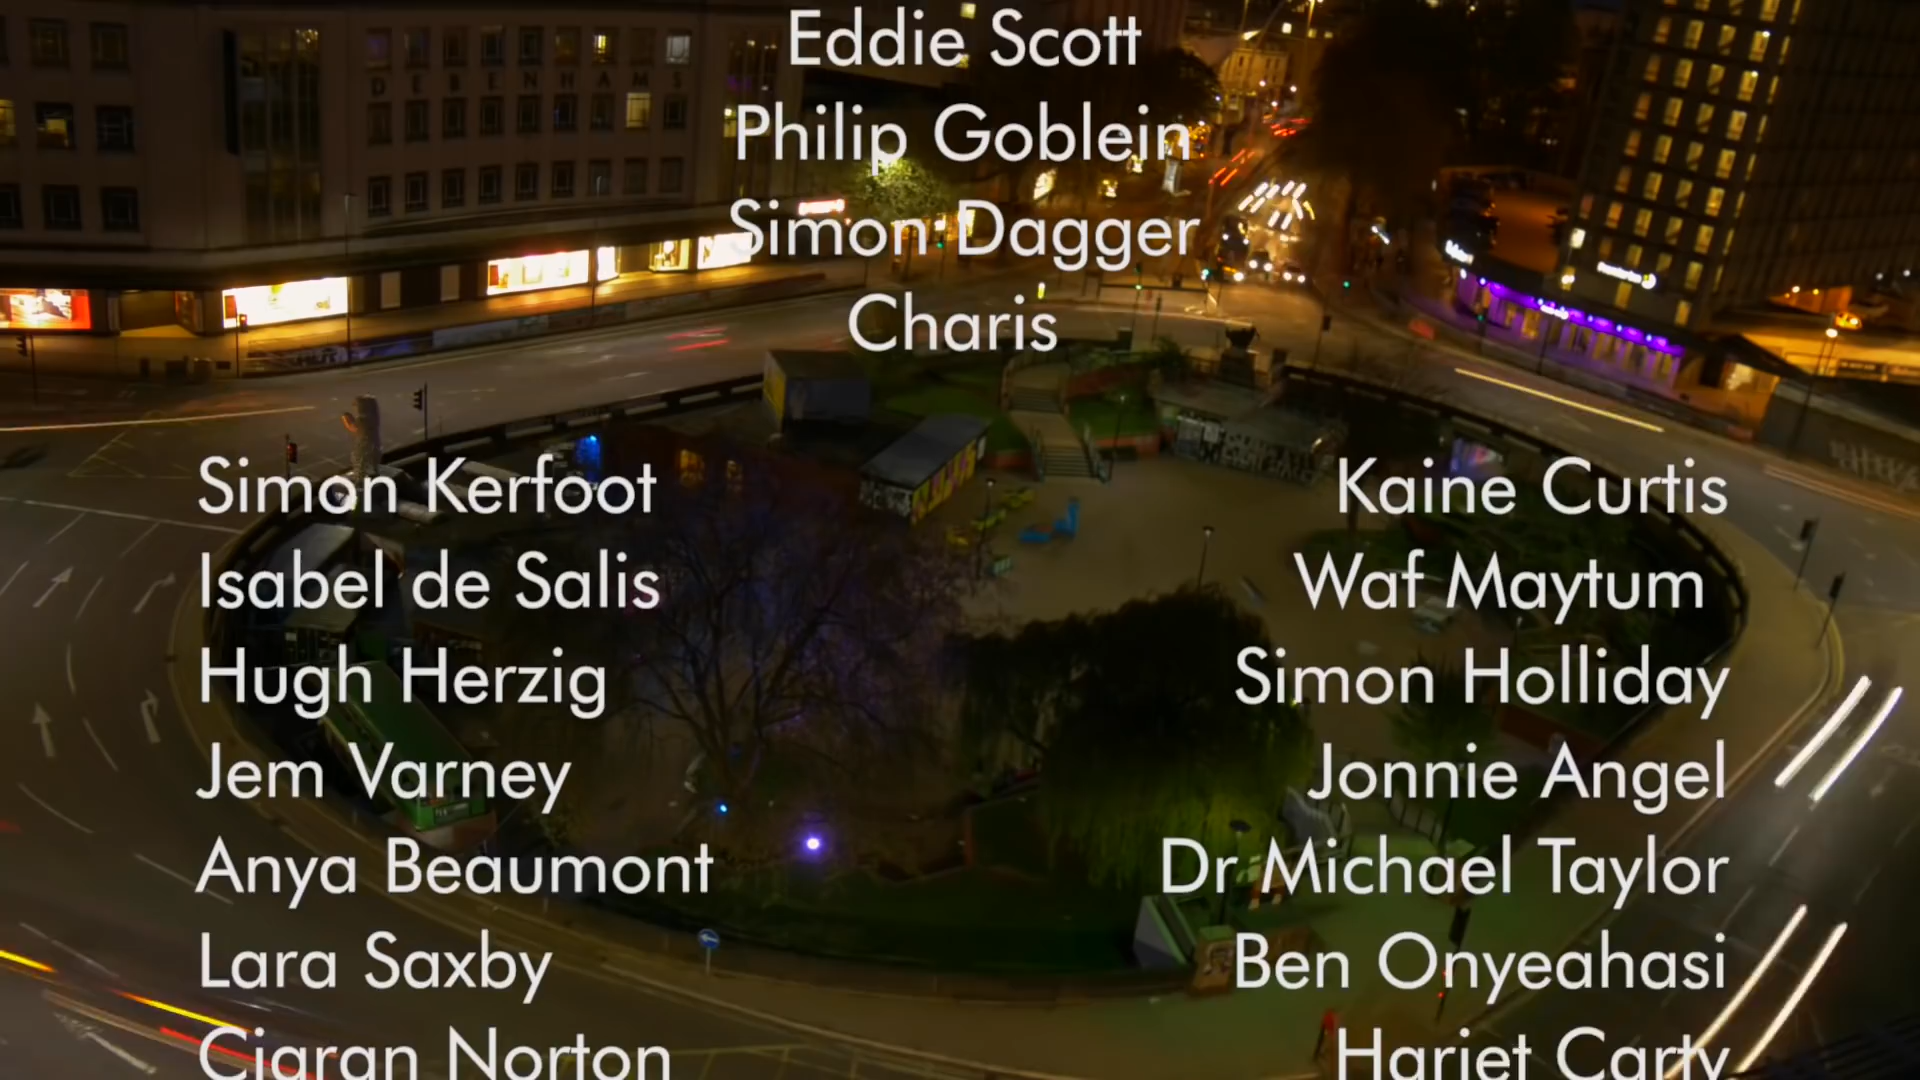 Eddie Scott
DEBENHAMS
Philip Goblein
Simon Dagger
Charis
Simon Kerfoot
Kaine Curtis
Isabel de Salis
Waf Maytum
Hugh Herzig
Simon Holliday
Jem Varney
Jonnie Angel
Anya Beaumont
Dr Michael Taylor
Lara Saxby
Ben Onyeahasi
Ciaran Norton
Hariet Carty